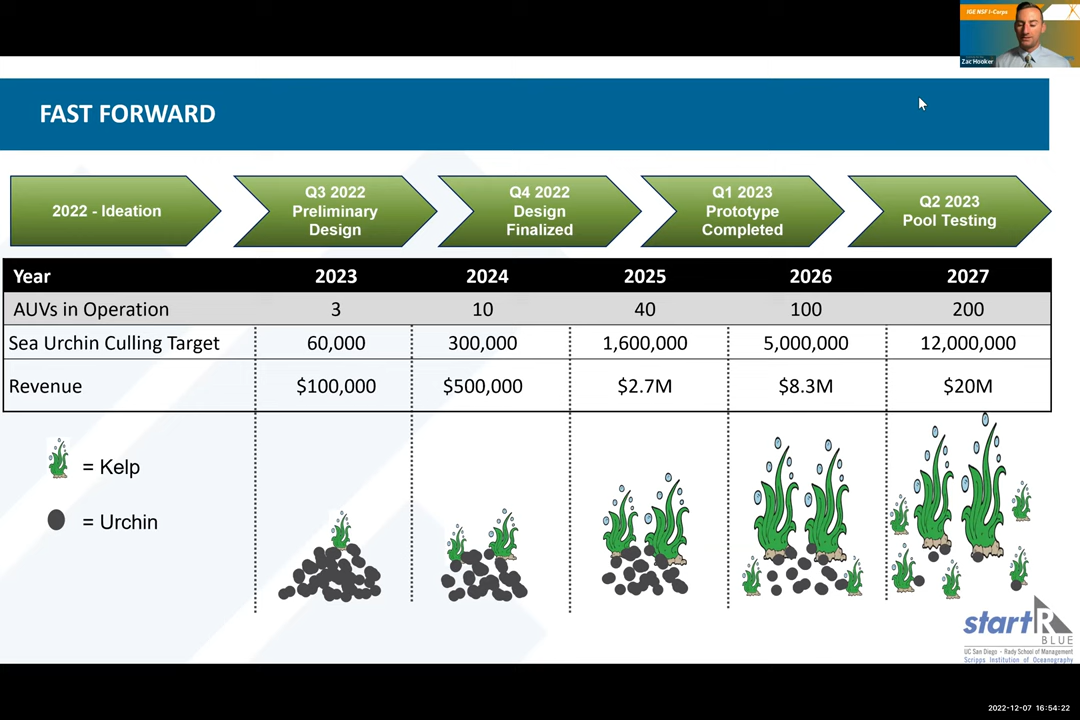 IGE NSF I-Corps
Zac Hooker
FAST FORWARD
2022 - Ideation
Q3 2022
Preliminary
Design
Q4 2022
Design
Finalized
Q1 2023
Prototype
Completed
Q2 2023
Pool Testing
Year 2023 2024 2025 2026 2027
AUVs in Operation 3 10 40 100 200
Sea Urchin Culling Target 60,000 300,000 1,600,000 5,000,000 12,000,000
Revenue $100,000 $500,000 $2.7M $8.3M $20M
= Kelp
= Urchin
startR
BLUE
UC San Diego - Rady School of Management
Scripps Institution of Oceanography
2022-12-07 16:54:22